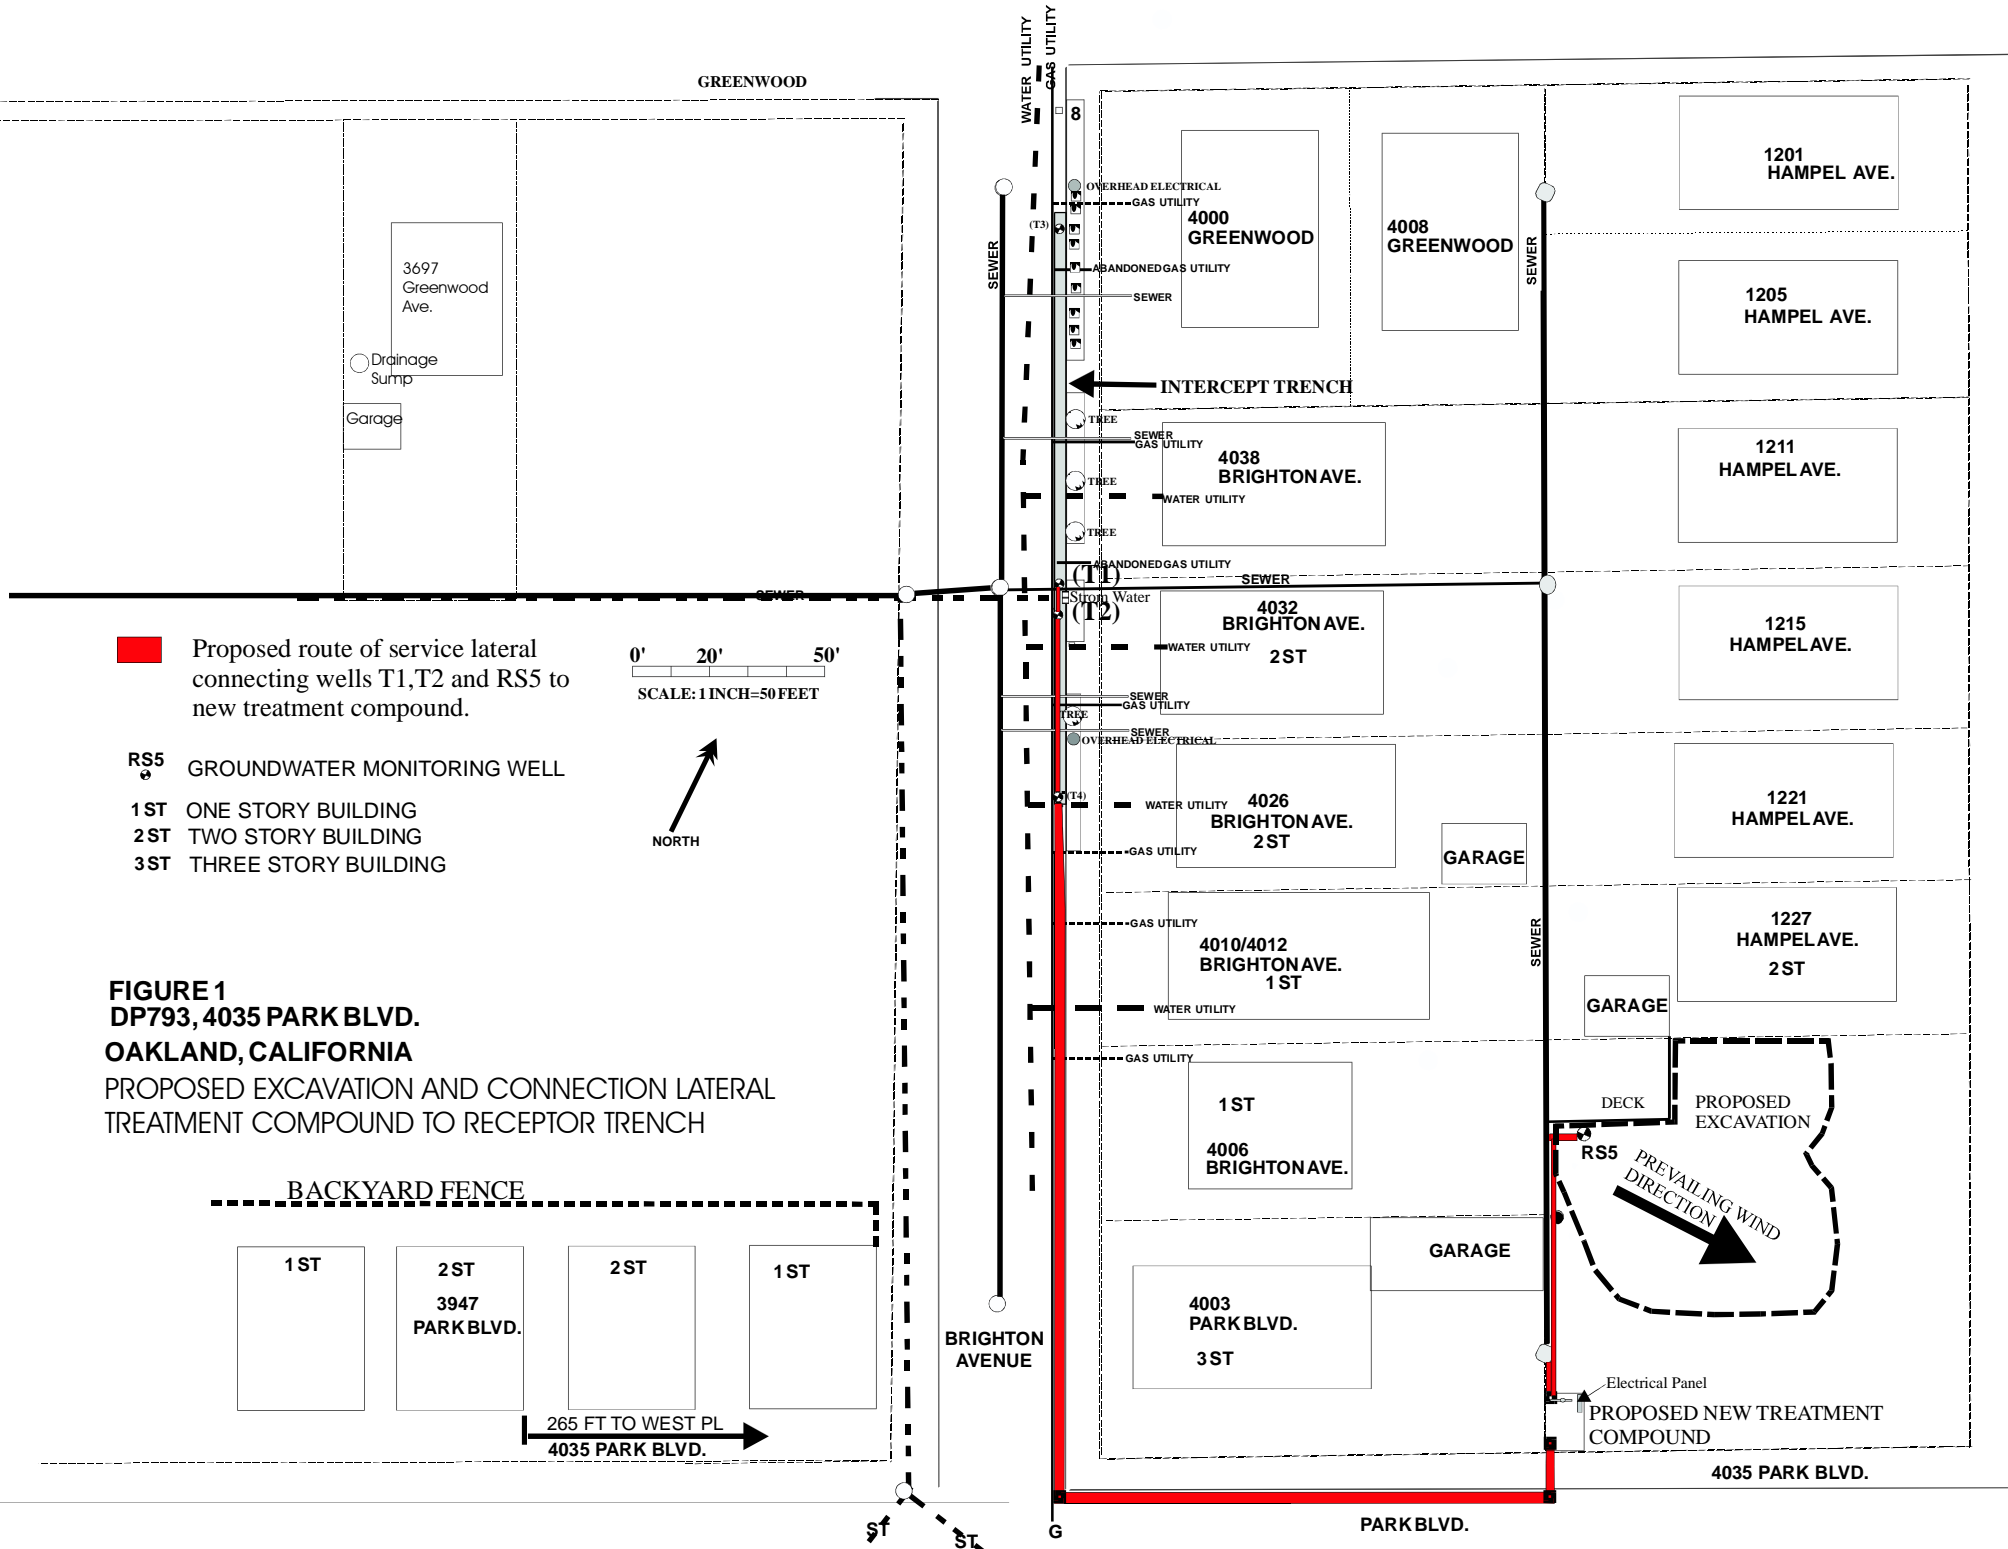 GREENWOOD
WATER UTILITY
GAS UTILITY
8
OVERHEAD ELECTRICAL
GAS UTILITY
(T3)
4000
GREENWOOD
4008
GREENWOOD
1201
HAMPEL AVE.
SEWER
SEWER
3697
Greenwood
Ave.
Drainage
Sump
Garage
ABANDONED GAS UTILITY
SEWER
1205
HAMPEL AVE.
INTERCEPT TRENCH
TREE
SEWER
GAS UTILITY
4038
BRIGHTON AVE.
1211
HAMPEL AVE.
TREE
WATER UTILITY
TREE
ABANDONED GAS UTILITY
(T1)
SEWER
SEWER
Strom Water
(T2)
4032
BRIGHTON AVE.
2 ST
1215
HAMPEL AVE.
WATER UTILITY
Proposed route of service lateral
connecting wells T1,T2 and RS5 to
new treatment compound.
0' 20' 50'
SCALE: 1 INCH=50 FEET
NORTH
RS5
GROUNDWATER MONITORING WELL
1 ST ONE STORY BUILDING
2 ST TWO STORY BUILDING
3 ST THREE STORY BUILDING
SEWER
GAS UTILITY
TREE
SEWER
OVERHEAD ELECTRICAL
(T4)
WATER UTILITY
4026
BRIGHTON AVE.
2 ST
1221
HAMPEL AVE.
GARAGE
GAS UTILITY
GAS UTILITY
4010/4012
BRIGHTON AVE.
1 ST
SEWER
1227
HAMPEL AVE.
2 ST
GARAGE
WATER UTILITY
GAS UTILITY
FIGURE 1
DP793, 4035 PARK BLVD.
OAKLAND, CALIFORNIA
PROPOSED EXCAVATION AND CONNECTION LATERAL
TREATMENT COMPOUND TO RECEPTOR TRENCH
1 ST
4006
BRIGHTON AVE.
DECK
PROPOSED
EXCAVATION
RS5
PREVAILING WIND
DIRECTION
BACKYARD FENCE
1 ST
2 ST
3947
PARK BLVD.
2 ST
1 ST
GARAGE
4003
PARK BLVD.
3 ST
BRIGHTON
AVENUE
Electrical Panel
PROPOSED NEW TREATMENT
COMPOUND
265 FT TO WEST PL
4035 PARK BLVD.
4035 PARK BLVD.
ST
ST
G
PARK BLVD.